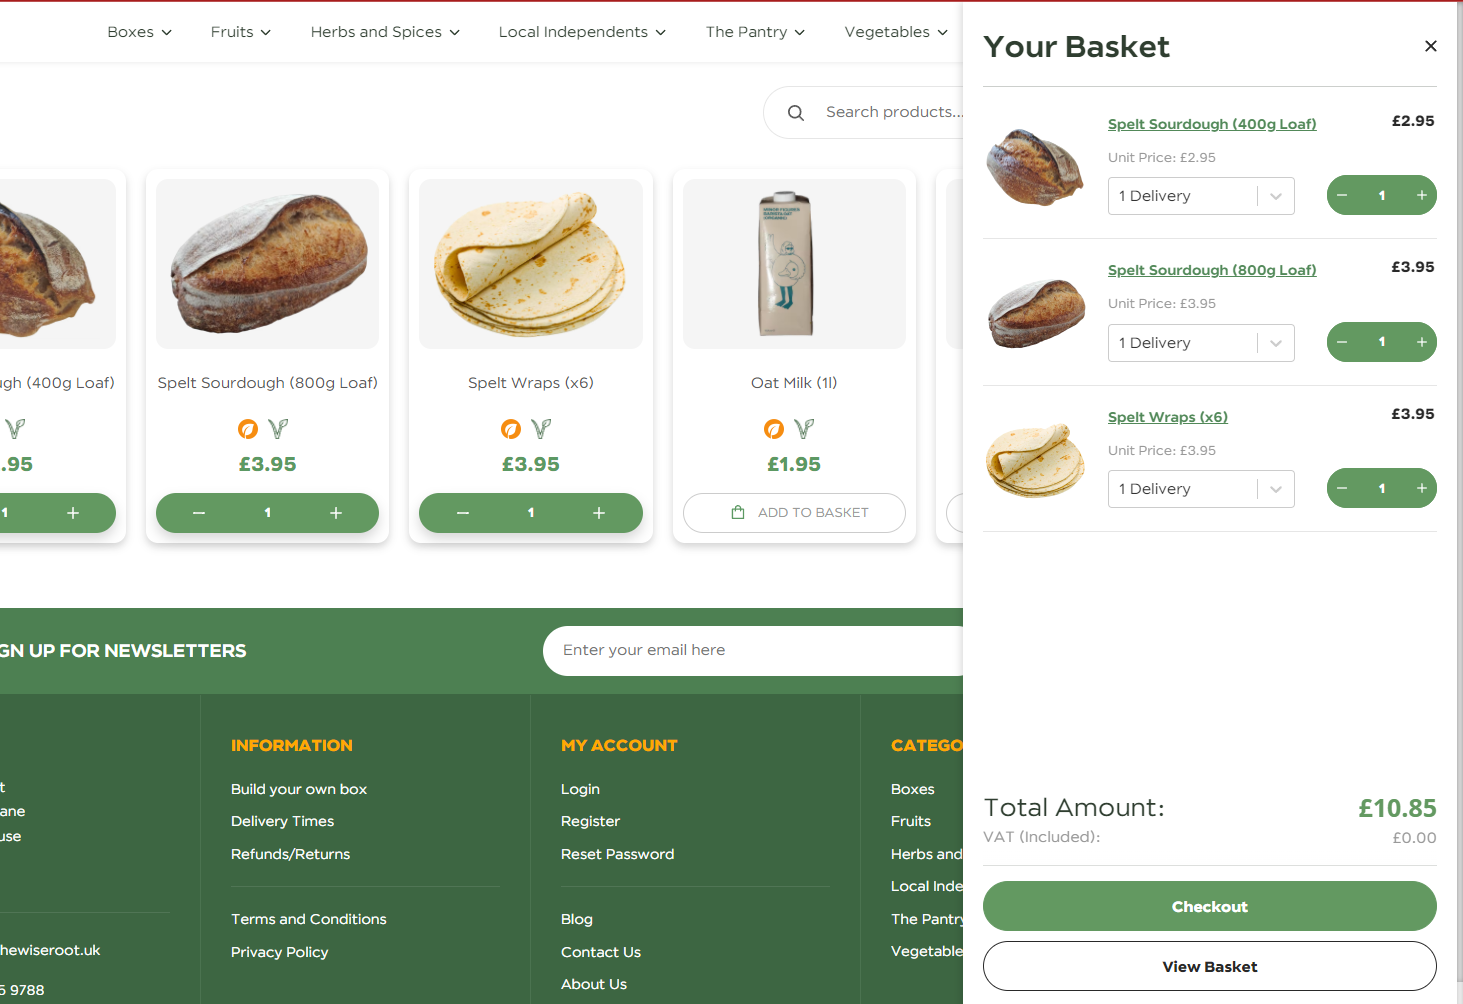 Boxes
Fruits
Herbs and Spices
Local Independents
The Pantry
Vegetables
Search products...
gh (400g Loaf)
.95
1 +
Spelt Sourdough (800g Loaf)
£3.95
− 1 +
Spelt Wraps (x6)
£3.95
− 1 +
MINOR FIGURES
BARISTA OAT
ORGANIC
Oat Milk (1l)
£1.95
ADD TO BASKET
GN UP FOR NEWSLETTERS
Enter your email here
t
ane
use
hewiseroot.uk
5 9788
INFORMATION
Build your own box
Delivery Times
Refunds/Returns
Terms and Conditions
Privacy Policy
MY ACCOUNT
Login
Register
Reset Password
Blog
Contact Us
About Us
CATEGO
Boxes
Fruits
Herbs and
Local Inde
The Pantry
Vegetable
Your Basket
Spelt Sourdough (400g Loaf)
£2.95
Unit Price: £2.95
1 Delivery
− 1 +
Spelt Sourdough (800g Loaf)
£3.95
Unit Price: £3.95
1 Delivery
− 1 +
Spelt Wraps (x6)
£3.95
Unit Price: £3.95
1 Delivery
− 1 +
Total Amount:
£10.85
VAT (Included):
£0.00
Checkout
View Basket